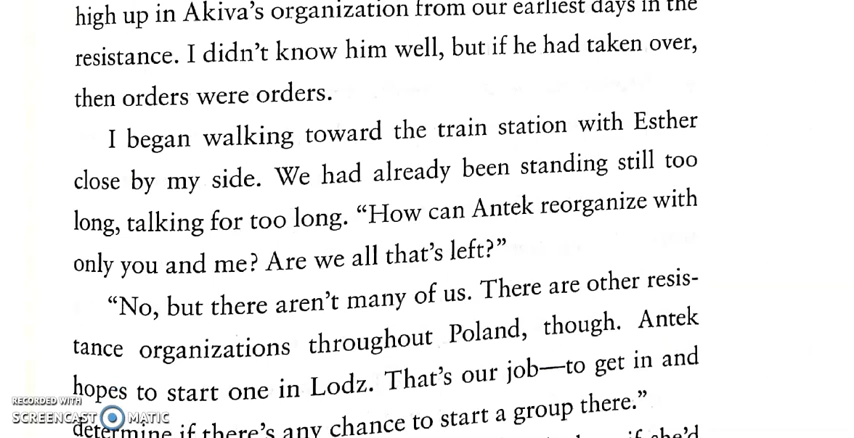 high up in Akiva’s organization from our earliest days in the
resistance. I didn’t know him well, but if he had taken over,
then orders were orders.
I began walking toward the train station with Esther
close by my side. We had already been standing still too
long, talking for too long. “How can Antek reorganize with
only you and me? Are we all that’s left?”
“No, but there aren’t many of us. There are other resis-
tance organizations throughout Poland, though. Antek
hopes to start one in Lodz. That’s our job—to get in and
RECORDED WITH
SCREENCAST MATIC
determine if there’s any chance to start a group there.”
if she’d